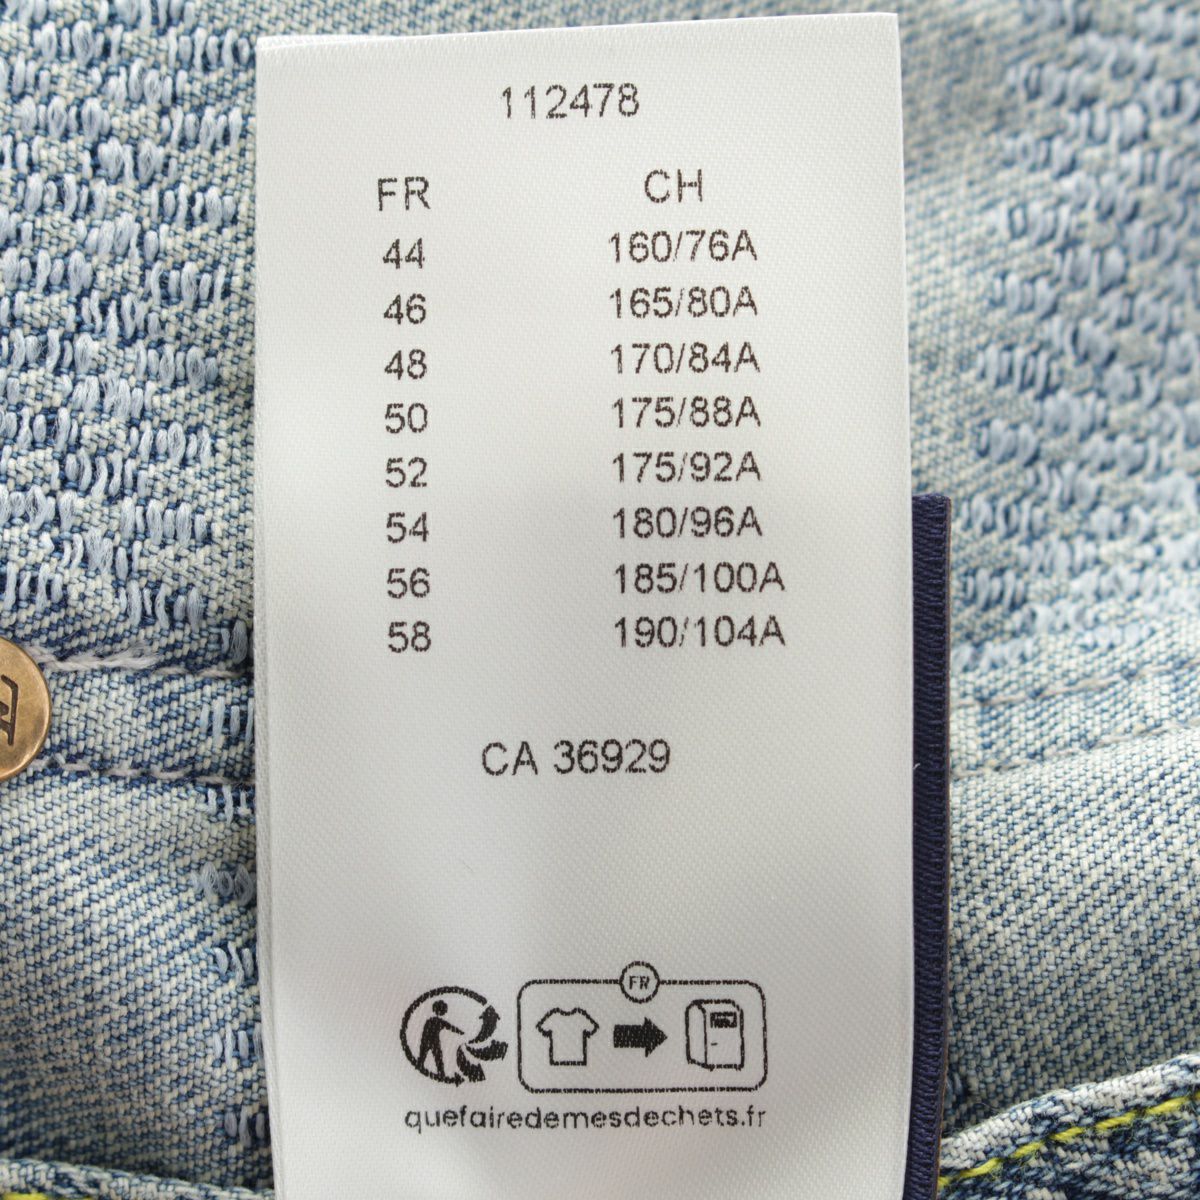 112478
FR CH
44 160/76A
46 165/80A
48 170/84A
50 175/88A
52 175/92A
54 180/96A
56 185/100A
58 190/104A
CA 36929
FR
quefairedemesdechets.fr